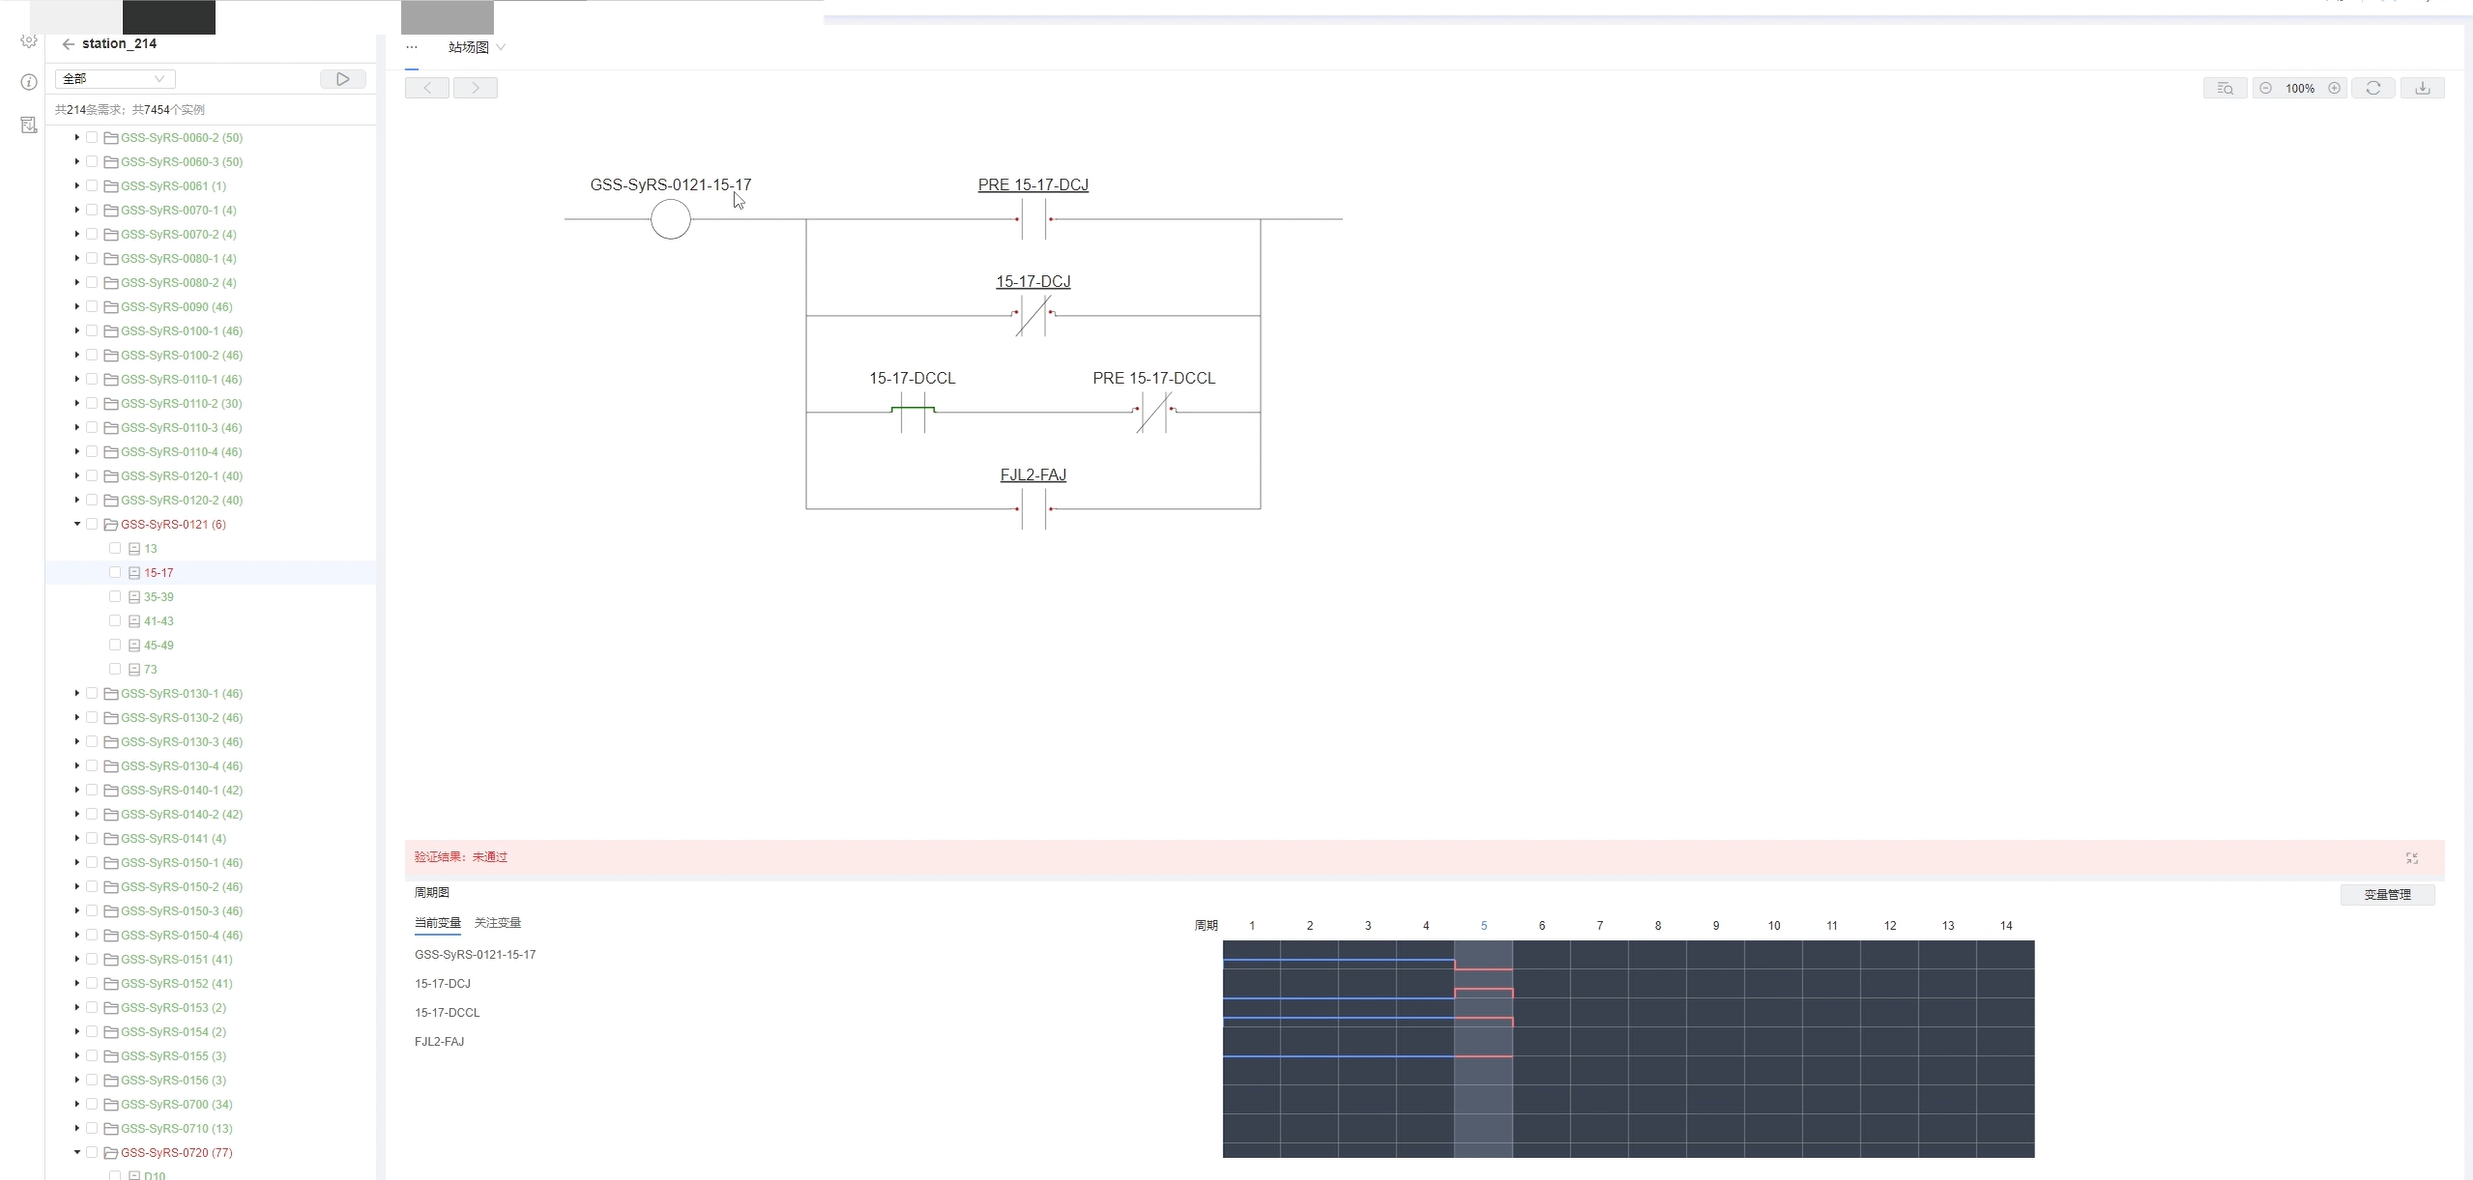 station_214
全部
共214条需求；共7454个实例
GSS-SyRS-0060-2 (50)
GSS-SyRS-0060-3 (50)
GSS-SyRS-0061 (1)
GSS-SyRS-0070-1 (4)
GSS-SyRS-0070-2 (4)
GSS-SyRS-0080-1 (4)
GSS-SyRS-0080-2 (4)
GSS-SyRS-0090 (46)
GSS-SyRS-0100-1 (46)
GSS-SyRS-0100-2 (46)
GSS-SyRS-0110-1 (46)
GSS-SyRS-0110-2 (30)
GSS-SyRS-0110-3 (46)
GSS-SyRS-0110-4 (46)
GSS-SyRS-0120-1 (40)
GSS-SyRS-0120-2 (40)
GSS-SyRS-0121 (6)
13
15-17
35-39
41-43
45-49
73
GSS-SyRS-0130-1 (46)
GSS-SyRS-0130-2 (46)
GSS-SyRS-0130-3 (46)
GSS-SyRS-0130-4 (46)
GSS-SyRS-0140-1 (42)
GSS-SyRS-0140-2 (42)
GSS-SyRS-0141 (4)
GSS-SyRS-0150-1 (46)
GSS-SyRS-0150-2 (46)
GSS-SyRS-0150-3 (46)
GSS-SyRS-0150-4 (46)
GSS-SyRS-0151 (41)
GSS-SyRS-0152 (41)
GSS-SyRS-0153 (2)
GSS-SyRS-0154 (2)
GSS-SyRS-0155 (3)
GSS-SyRS-0156 (3)
GSS-SyRS-0700 (34)
GSS-SyRS-0710 (13)
GSS-SyRS-0720 (77)
D10
... 站场图
100%
GSS-SyRS-0121-15-17
PRE 15-17-DCJ
15-17-DCJ
15-17-DCCL
PRE 15-17-DCCL
FJL2-FAJ
验证结果：未通过
周期图
变量管理
当前变量 关注变量
周期 1 2 3 4 5 6 7 8 9 10 11 12 13 14
GSS-SyRS-0121-15-17
15-17-DCJ
15-17-DCCL
FJL2-FAJ